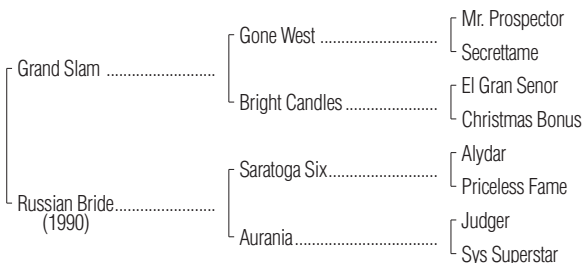 Mr. Prospector
Gone West ......................................
Secrettame
Grand Slam ...................................
El Gran Senor
Bright Candles ..............................
Christmas Bonus
Alydar
Saratoga Six....................................
Priceless Fame
Russian Bride................................
(1990)
Judger
Aurania..............................................
Sys Superstar